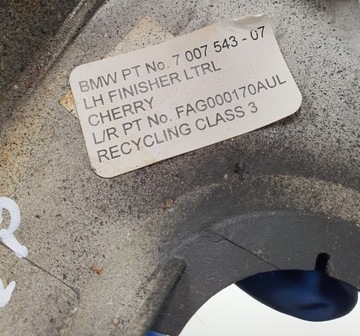 BMW PT No. 7 007 543 - 07
LH FINISHER LTRL
CHERRY
L/R PT No. FAG000170AUL
RECYCLING CLASS 3